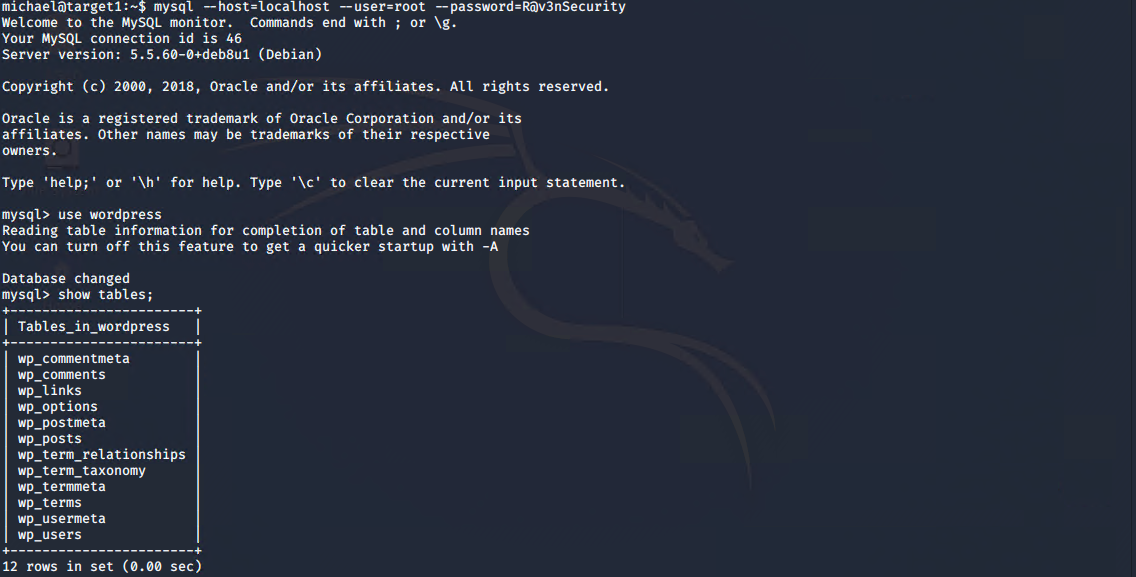 michael@target1:~$ mysql --host=localhost --user=root --password=R@v3nSecurity
Welcome to the MySQL monitor.  Commands end with ; or \g.
Your MySQL connection id is 46
Server version: 5.5.60-0+deb8u1 (Debian)
Copyright (c) 2000, 2018, Oracle and/or its affiliates. All rights reserved.
Oracle is a registered trademark of Oracle Corporation and/or its
affiliates. Other names may be trademarks of their respective
owners.
Type 'help;' or '\h' for help. Type '\c' to clear the current input statement.
mysql> use wordpress
Reading table information for completion of table and column names
You can turn off this feature to get a quicker startup with -A
Database changed
mysql> show tables;
+-----------------------+
| Tables_in_wordpress   |
+-----------------------+
| wp_commentmeta        |
| wp_comments           |
| wp_links              |
| wp_options            |
| wp_postmeta           |
| wp_posts              |
| wp_term_relationships |
| wp_term_taxonomy      |
| wp_termmeta           |
| wp_terms              |
| wp_usermeta           |
| wp_users              |
+-----------------------+
12 rows in set (0.00 sec)